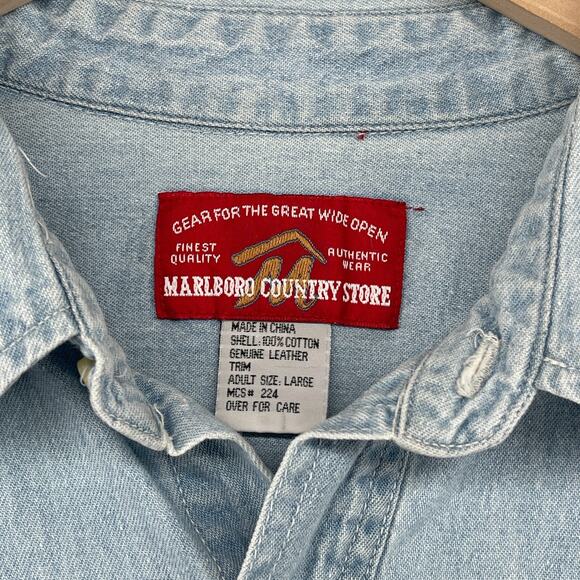 GEAR FOR THE GREAT WIDE OPEN
FINEST
QUALITY
AUTHENTIC
WEAR
M
MARLBORO COUNTRY STORE
MADE IN CHINA
SHELL: 100% COTTON
GENUINE LEATHER
TRIM
ADULT SIZE: LARGE
MCS# 224
OVER FOR CARE